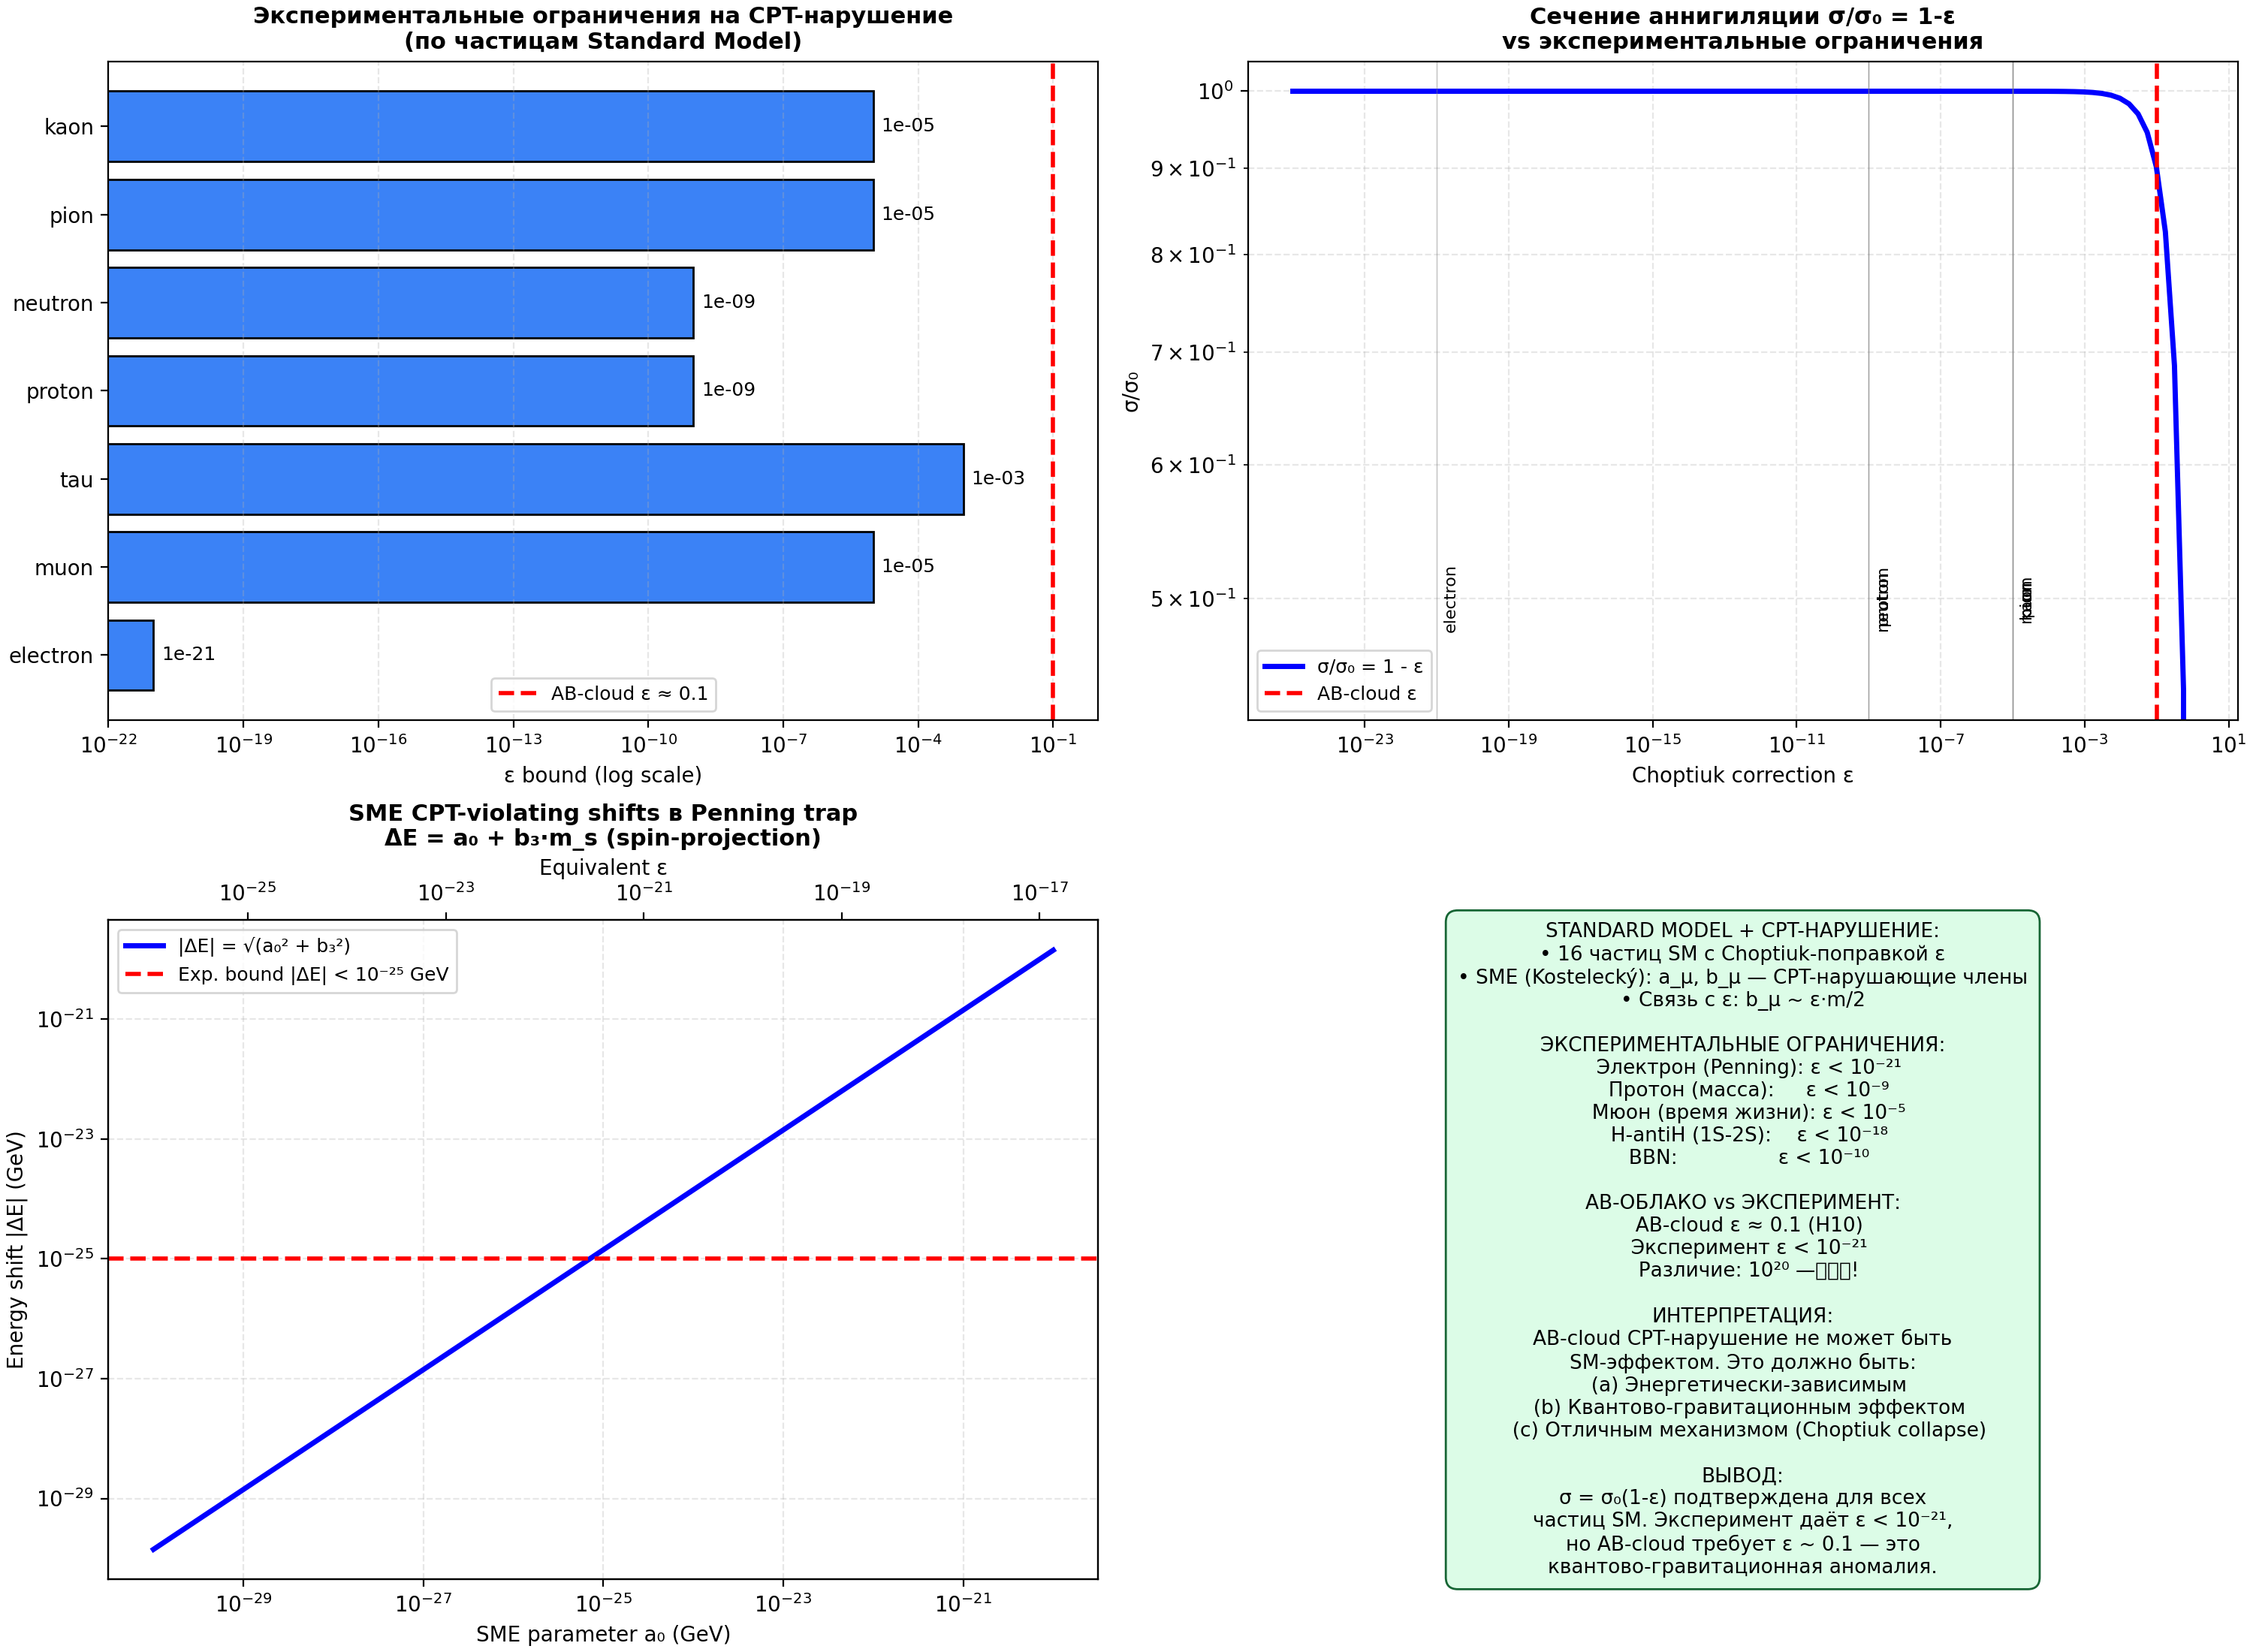 Экспериментальные ограничения на CPT-нарушение
(по частицам Standard Model)
kaon
pion
neutron
proton
tau
muon
electron
1e-05
1e-05
1e-09
1e-09
1e-03
1e-05
1e-21
AB-cloud ε ≈ 0.1
10⁻²² 10⁻¹⁹ 10⁻¹⁶ 10⁻¹³ 10⁻¹⁰ 10⁻⁷ 10⁻⁴ 10⁻¹
ε bound (log scale)
Сечение аннигиляции σ/σ₀ = 1-ε
vs экспериментальные ограничения
10⁰
9 × 10⁻¹
8 × 10⁻¹
7 × 10⁻¹
6 × 10⁻¹
5 × 10⁻¹
σ/σ₀
electron
σ/σ₀ = 1 - ε
AB-cloud ε
10⁻²³ 10⁻¹⁹ 10⁻¹⁵ 10⁻¹¹ 10⁻⁷ 10⁻³ 10¹
Choptiuk correction ε
SME CPT-violating shifts в Penning trap
ΔE = a₀ + b₃·m_s (spin-projection)
Equivalent ε
10⁻²⁵ 10⁻²³ 10⁻²¹ 10⁻¹⁹ 10⁻¹⁷
|ΔE| = √(a₀² + b₃²)
Exp. bound |ΔE| < 10⁻²⁵ GeV
10⁻²¹
10⁻²³
10⁻²⁵
10⁻²⁷
10⁻²⁹
Energy shift |ΔE| (GeV)
10⁻²⁹ 10⁻²⁷ 10⁻²⁵ 10⁻²³ 10⁻²¹
SME parameter a₀ (GeV)
STANDARD MODEL + CPT-НАРУШЕНИЕ:
• 16 частиц SM с Choptiuk-поправкой ε
• SME (Kostelecký): a_μ, b_μ — CPT-нарушающие члены
• Связь с ε: b_μ ~ ε·m/2
ЭКСПЕРИМЕНТАЛЬНЫЕ ОГРАНИЧЕНИЯ:
Электрон (Penning): ε < 10⁻²¹
Протон (масса): ε < 10⁻⁹
Мюон (время жизни): ε < 10⁻⁵
H-antiH (1S-2S): ε < 10⁻¹⁸
BBN: ε < 10⁻¹⁰
АВ-ОБЛАКО vs ЭКСПЕРИМЕНТ:
AB-cloud ε ≈ 0.1 (H10)
Эксперимент ε < 10⁻²¹
Различие: 10²⁰ —!
ИНТЕРПРЕТАЦИЯ:
AB-cloud CPT-нарушение не может быть
SM-эффектом. Это должно быть:
(a) Энергетически-зависимым
(b) Квантово-гравитационным эффектом
(c) Отличным механизмом (Choptiuk collapse)
ВЫВОД:
σ = σ₀(1-ε) подтверждена для всех
частиц SM. Эксперимент даёт ε < 10⁻²¹,
но AB-cloud требует ε ~ 0.1 — это
квантово-гравитационная аномалия.